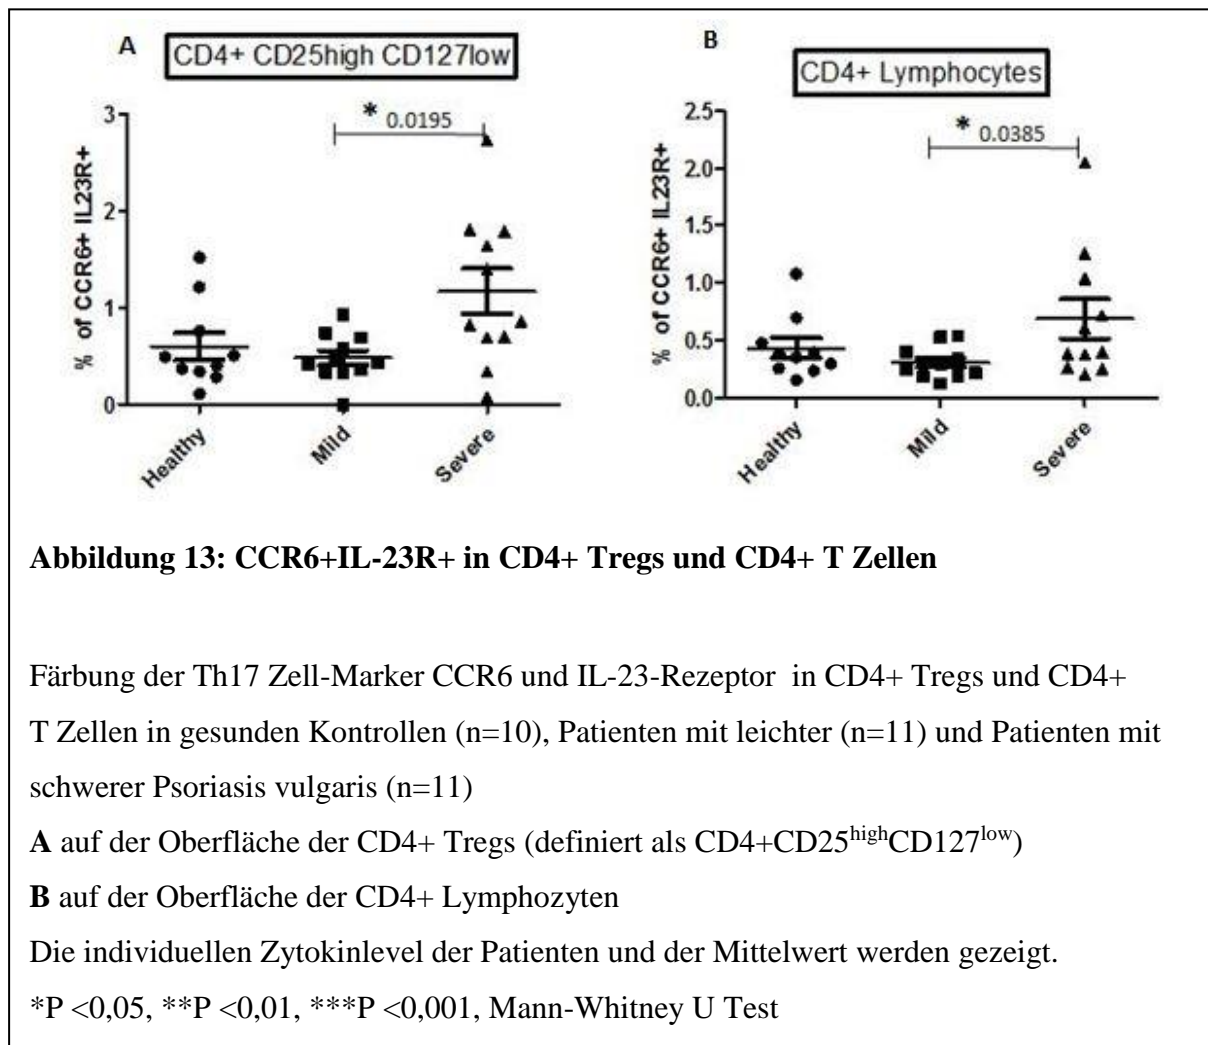 A
CD4+ CD25high CD127low
* 0.0195
% of CCR6+ IL23R+
3
2
1
0
Healthy
Mild
Severe
B
CD4+ Lymphocytes
* 0.0385
% of CCR6+ IL23R+
2.5
2.0
1.5
1.0
0.5
0.0
Healthy
Mild
Severe
Abbildung 13: CCR6+IL-23R+ in CD4+ Tregs und CD4+ T Zellen
Färbung der Th17 Zell-Marker CCR6 und IL-23-Rezeptor in CD4+ Tregs und CD4+
T Zellen in gesunden Kontrollen (n=10), Patienten mit leichter (n=11) und Patienten mit
schwerer Psoriasis vulgaris (n=11)
A auf der Oberfläche der CD4+ Tregs (definiert als CD4+CD25highCD127low)
B auf der Oberfläche der CD4+ Lymphozyten
Die individuellen Zytokinlevel der Patienten und der Mittelwert werden gezeigt.
*P <0,05, **P <0,01, ***P <0,001, Mann-Whitney U Test